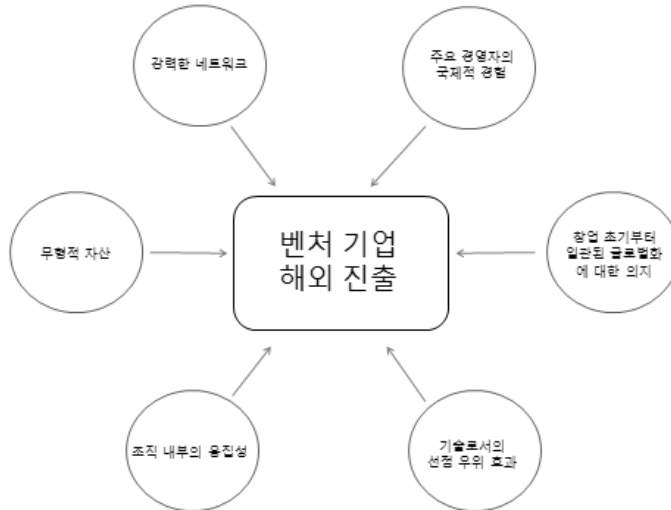 강력한 네트워크
주요 경영자의
국제적 경험
무형적 자산
벤처 기업
해외 진출
창업 초기부터
일관된 글로벌화
에 대한 의지
조직 내부의 응집성
기술로서의
선점 우위 효과